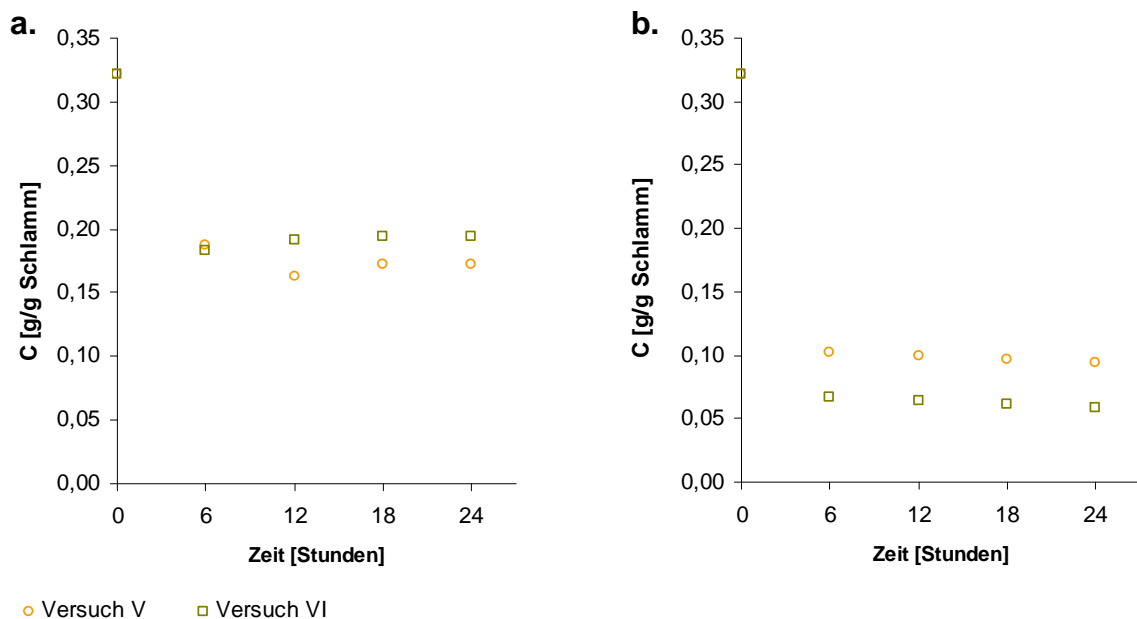 a.
0,35
0,30
0,25
0,20
0,15
0,10
0,05
0,00
C [g/g Schlamm]
0 6 12 18 24
Zeit [Stunden]
b.
0,35
0,30
0,25
0,20
0,15
0,10
0,05
0,00
C [g/g Schlamm]
0 6 12 18 24
Zeit [Stunden]
Versuch V Versuch VI